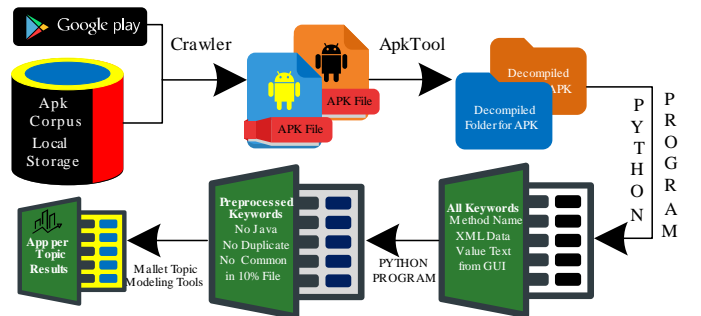 Google play
Crawler
ApkTool
Apk
Corpus
Local
Storage
APK File
APK File
Decompiled
APK
Decompiled
Folder for APK
PYTHON
PROGRAM
All Keywords
Method Name
XML Data
Value Text
from GUI
PYTHON
PROGRAM
Preprocessed
Keywords
No Java
No Duplicate
No Common
in 10% File
Mallet Topic
Modeling Tools
App per
Topic
Results